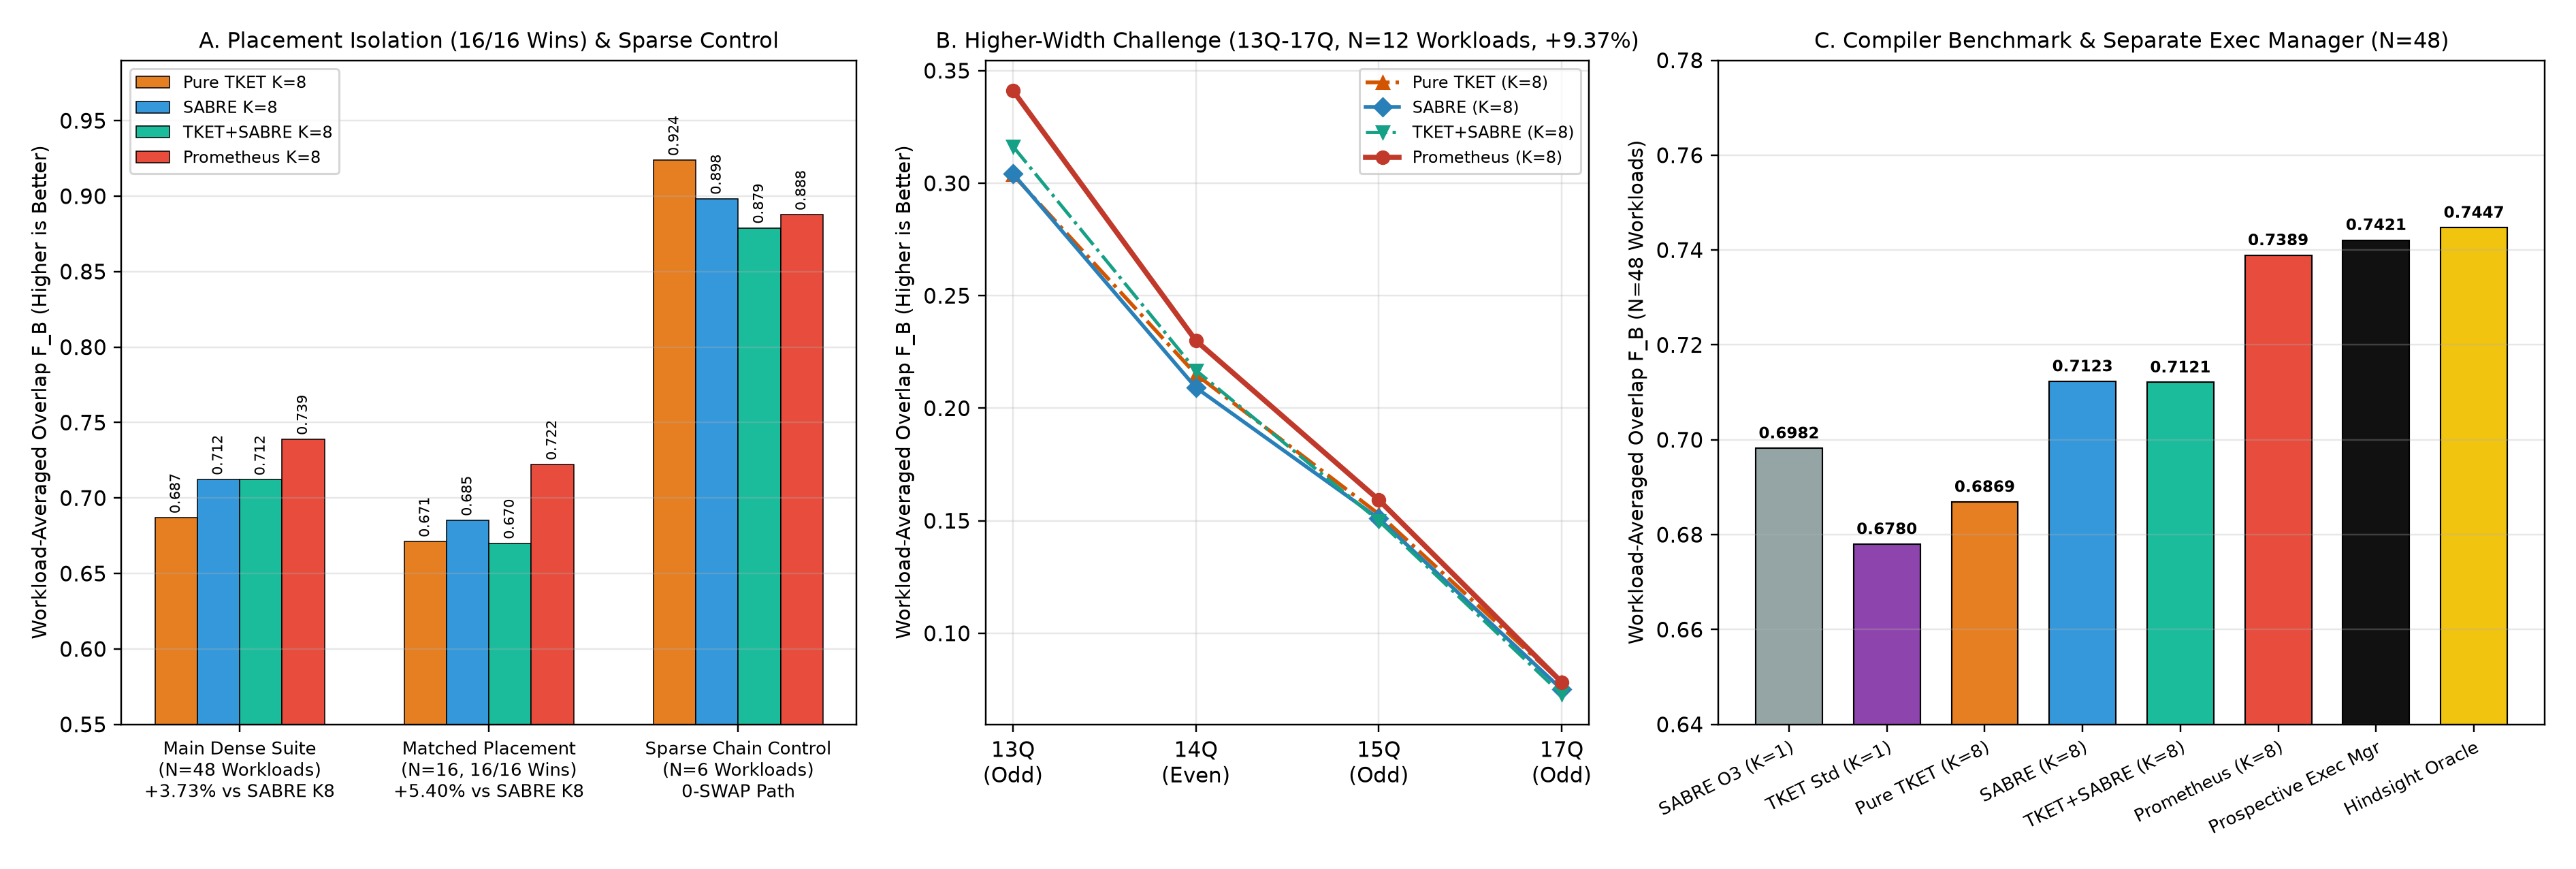 A. Placement Isolation (16/16 Wins) & Sparse Control
Workload-Averaged Overlap F_B (Higher is Better)
0.95
0.90
0.85
0.80
0.75
0.70
0.65
0.60
0.55
Pure TKET K=8
SABRE K=8
TKET+SABRE K=8
Prometheus K=8
0.687
0.712
0.712
0.739
0.671
0.685
0.670
0.722
0.924
0.898
0.879
0.888
Main Dense Suite
(N=48 Workloads)
+3.73% vs SABRE K8
Matched Placement
(N=16, 16/16 Wins)
+5.40% vs SABRE K8
Sparse Chain Control
(N=6 Workloads)
0-SWAP Path
B. Higher-Width Challenge (13Q-17Q, N=12 Workloads, +9.37%)
Workload-Averaged Overlap F_B (Higher is Better)
0.35
0.30
0.25
0.20
0.15
0.10
Pure TKET (K=8)
SABRE (K=8)
TKET+SABRE (K=8)
Prometheus (K=8)
13Q
(Odd)
14Q
(Even)
15Q
(Odd)
17Q
(Odd)
C. Compiler Benchmark & Separate Exec Manager (N=48)
Workload-Averaged Overlap F_B (N=48 Workloads)
0.78
0.76
0.74
0.72
0.70
0.68
0.66
0.64
0.6982
0.6780
0.6869
0.7123
0.7121
0.7389
0.7421
0.7447
SABRE O3 (K=1)
TKET Std (K=1)
Pure TKET (K=8)
SABRE (K=8)
TKET+SABRE (K=8)
Prometheus (K=8)
Prospective Exec Mgr
Hindsight Oracle